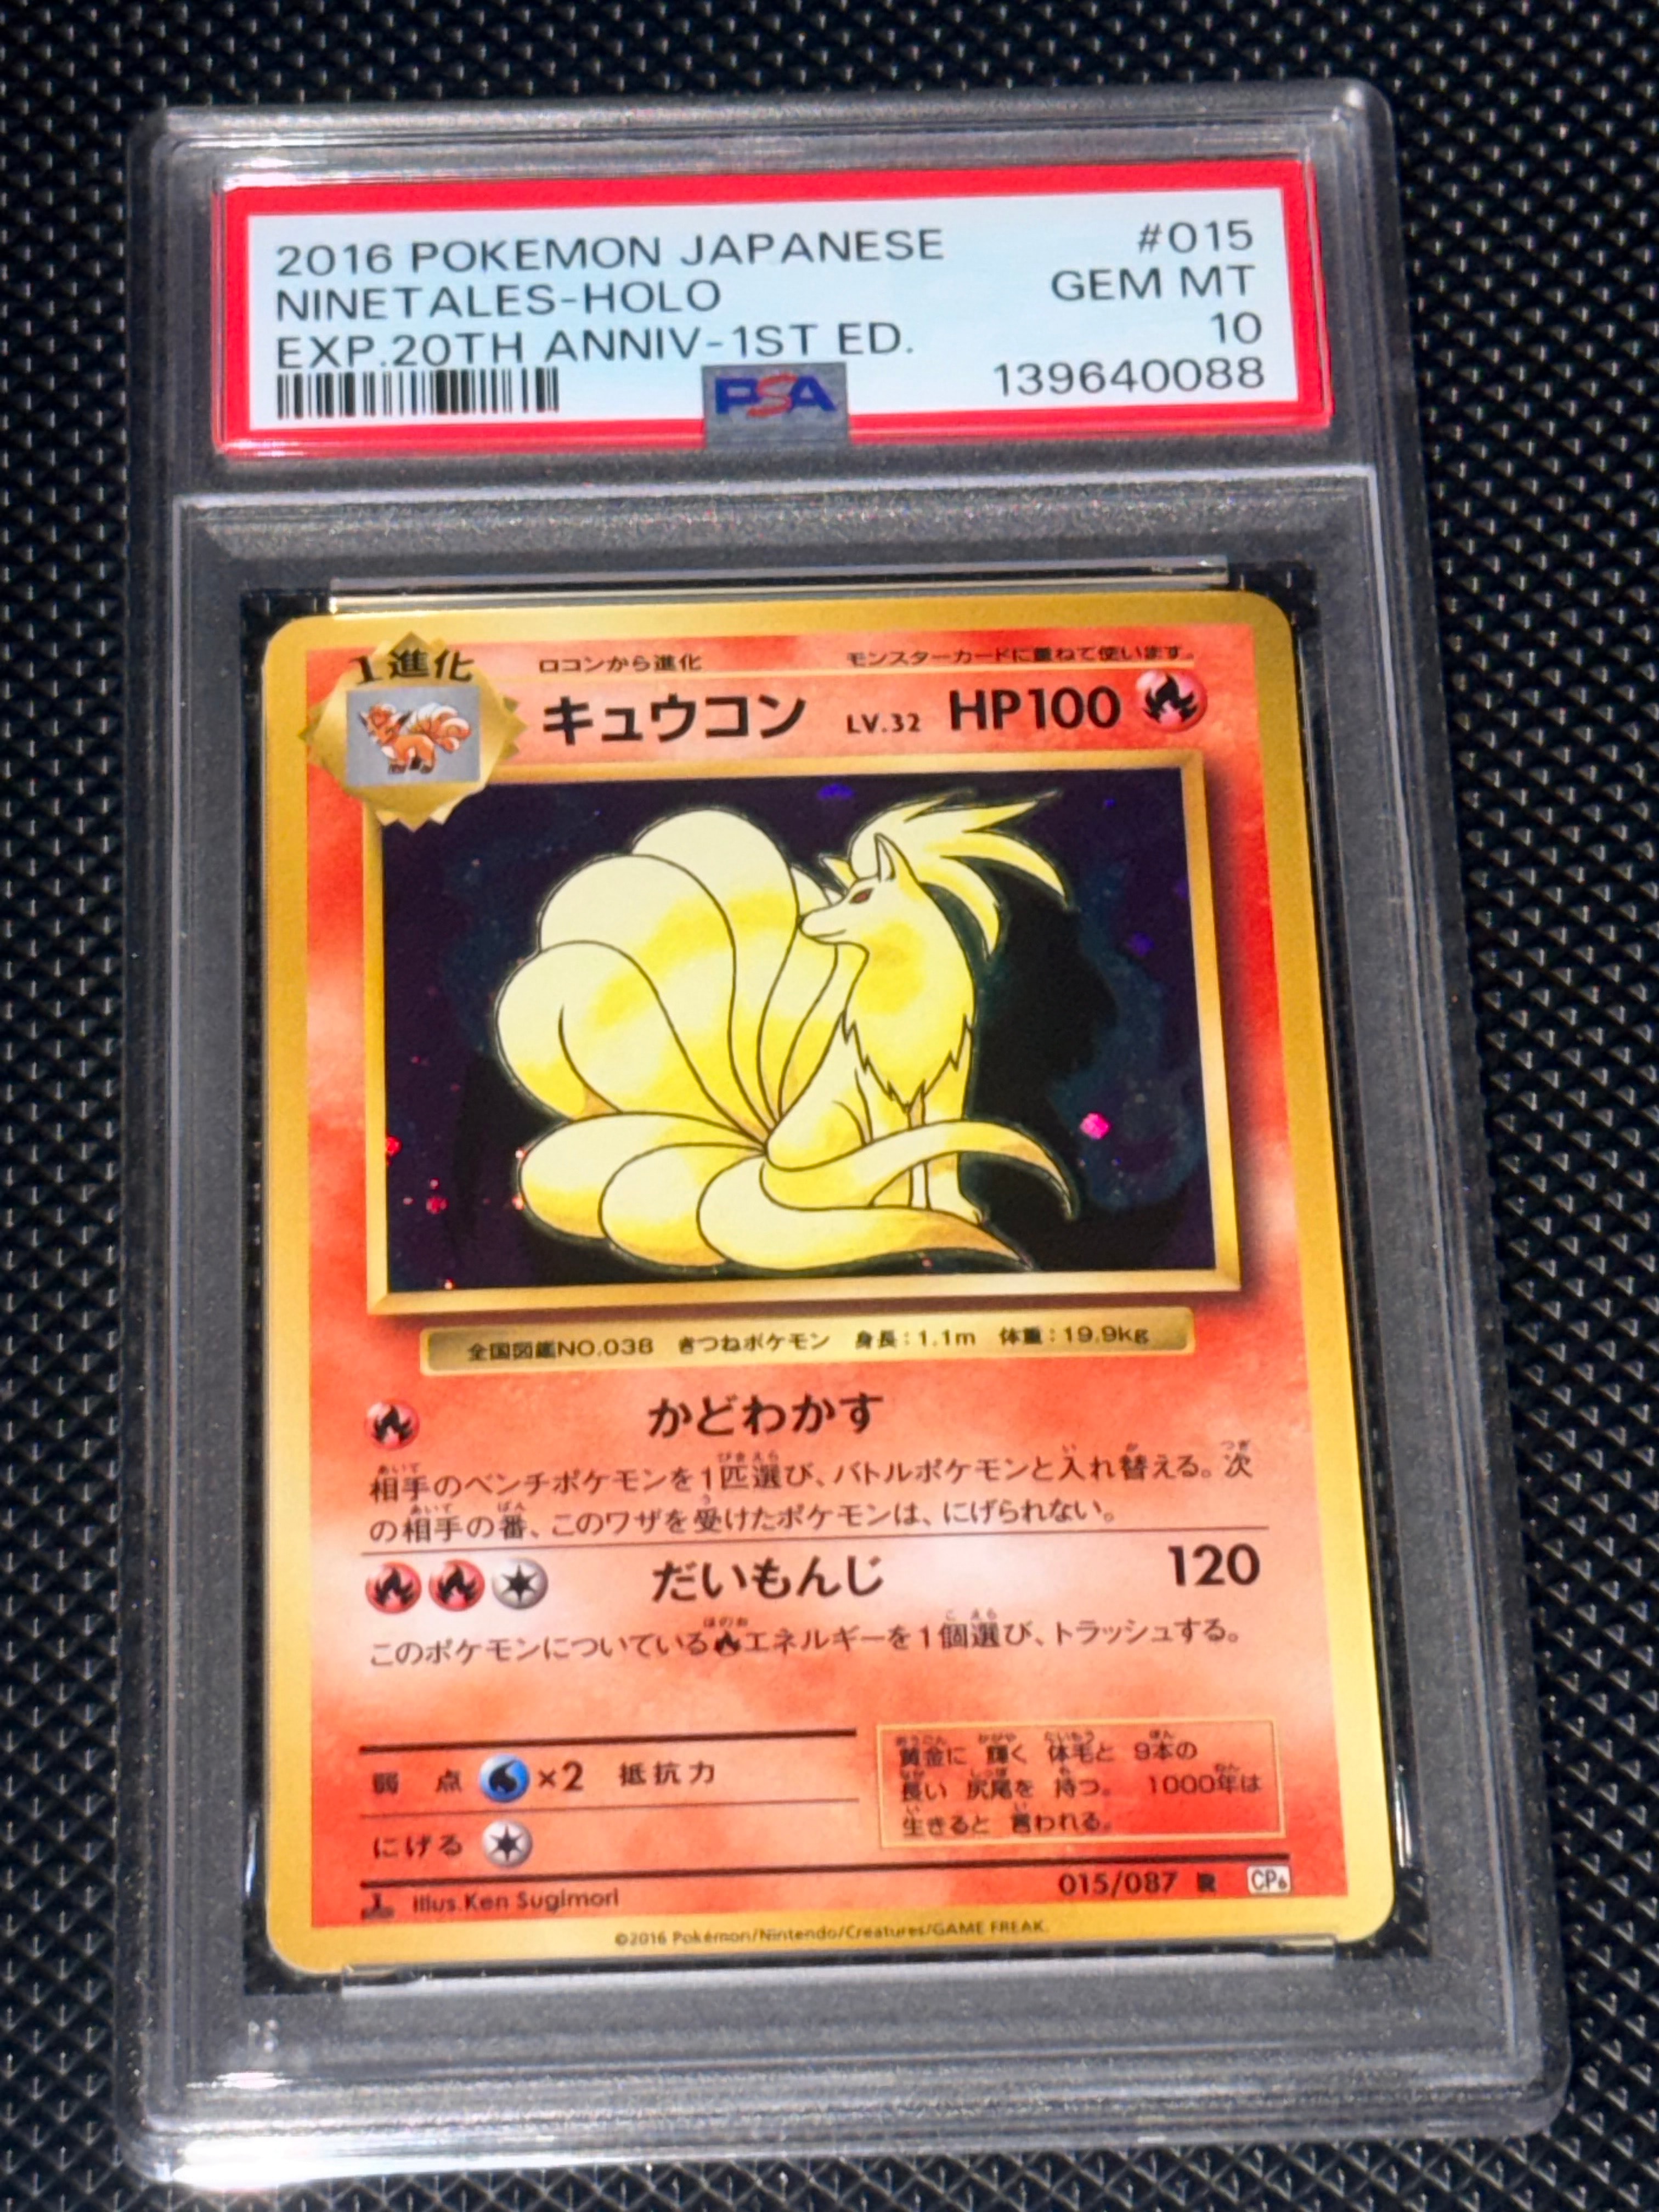 2016 POKEMON JAPANESE #015
NINETALES-HOLO GEM MT
EXP.20TH ANNIV-1ST ED. 10
PSA 139640088
1進化
ロコンから進化 モンスターカードに重ねて使います。
キュウコン LV.32 HP100
全国図鑑NO.038 きつねポケモン 身長:1.1m 体重:19.9kg
かどわかす
相手のベンチポケモンを1匹選び、バトルポケモンと入れ替える。次
の相手の番、このワザを受けたポケモンは、にげられない。
だいもんじ 120
このポケモンについているエネルギーを1個選び、トラッシュする。
弱点 ×2 抵抗力
にげる
黄金に 輝く 体毛と 9本の
長い 尻尾を 持つ。 1000年は
生きると 言われる。
1 Illus.Ken Sugimori
015/087 R CP6
©2016 Pokémon/Nintendo/Creatures/GAME FREAK.